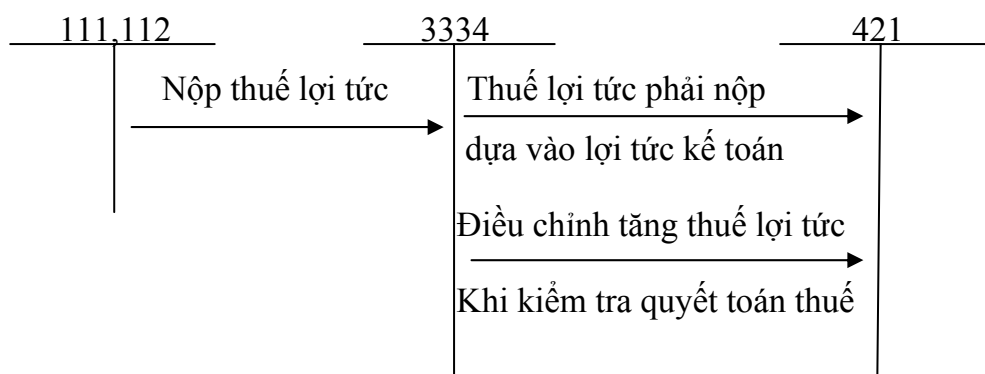 111,112 3334 421
Nộp thuế lợi tức Thuế lợi tức phải nộp
dựa vào lợi tức kế toán
Điều chỉnh tăng thuế lợi tức
Khi kiểm tra quyết toán thuế